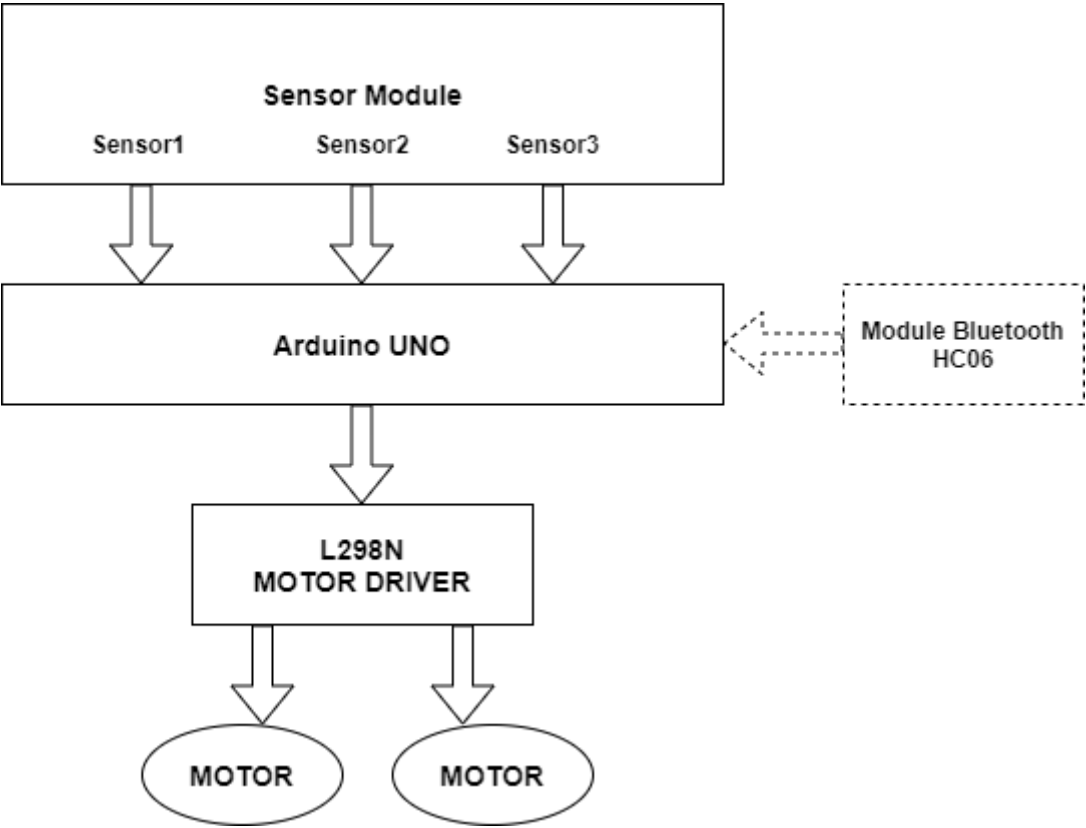 Sensor Module
Sensor1 Sensor2 Sensor3
Arduino UNO
Module Bluetooth
HC06
L298N
MOTOR DRIVER
MOTOR MOTOR